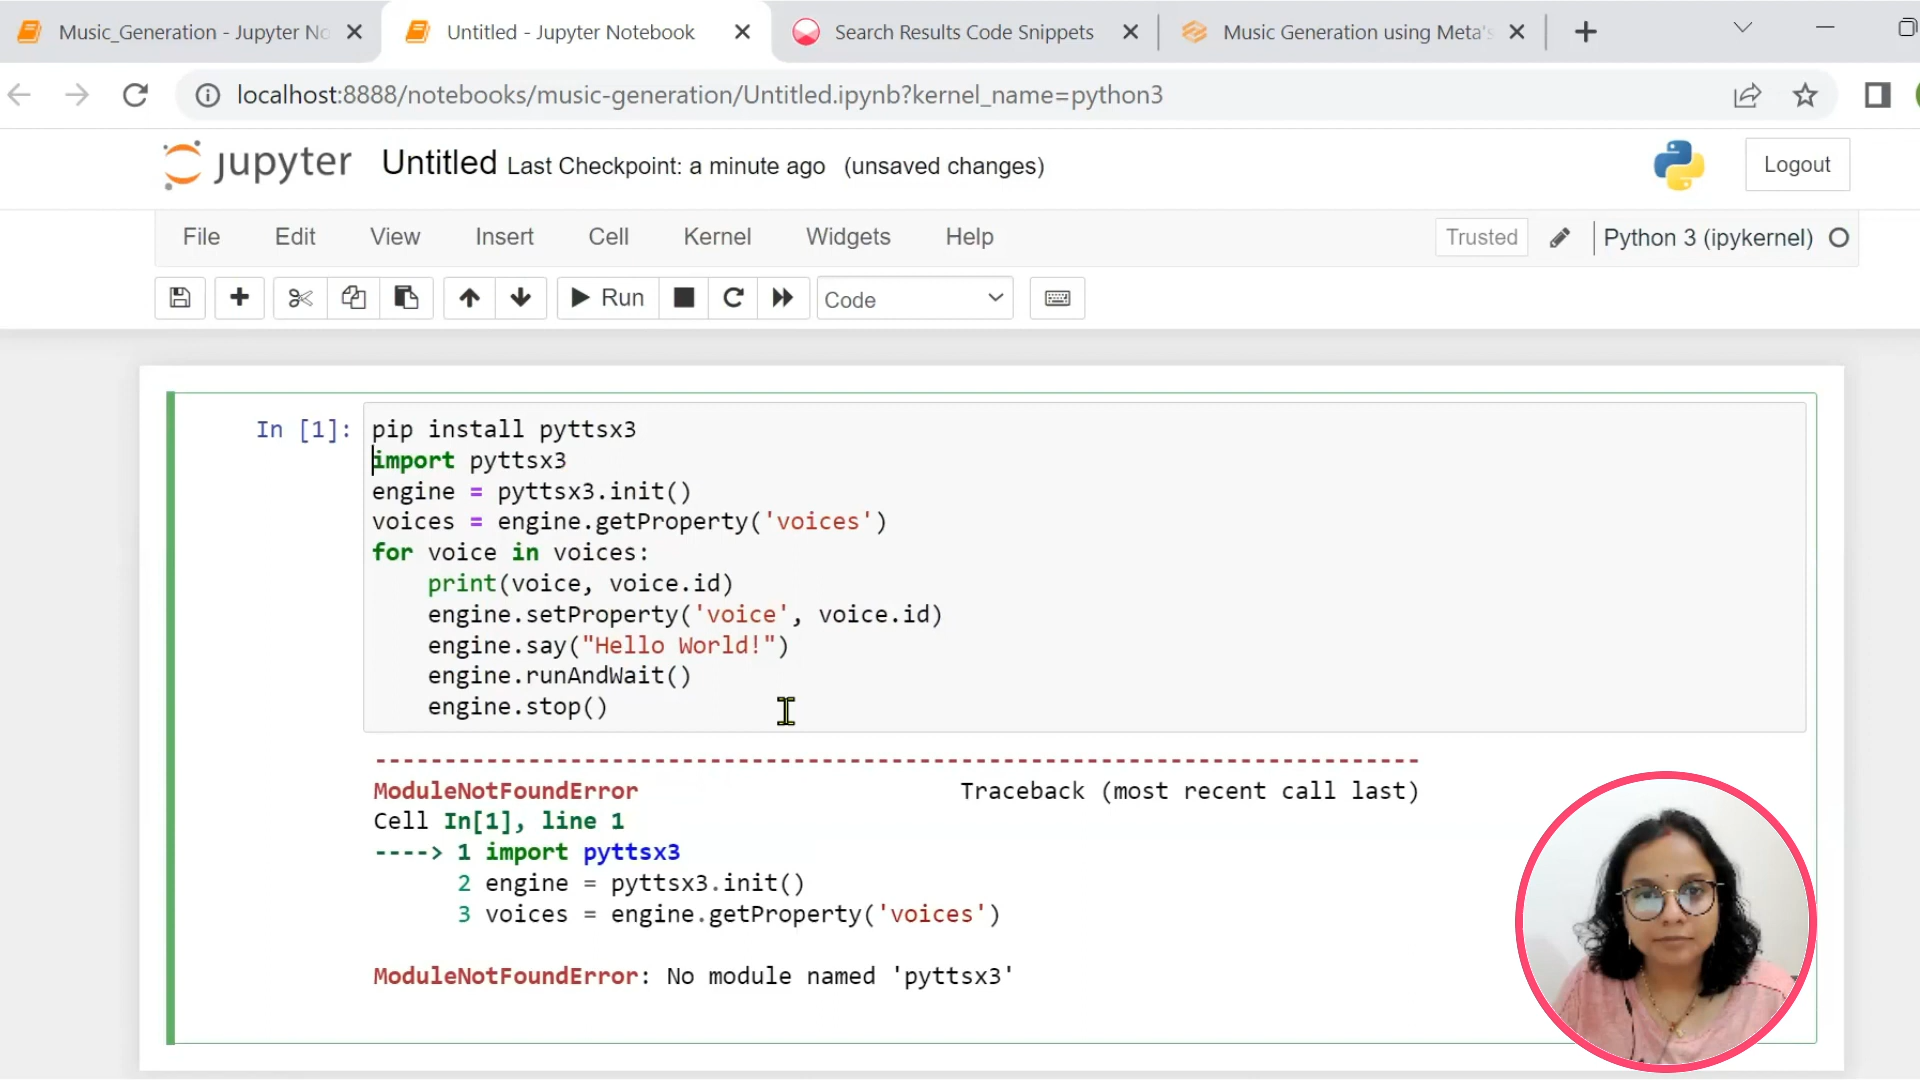 Music_Generation - Jupyter No
Untitled - Jupyter Notebook
Search Results Code Snippets
Music Generation using Meta's
localhost:8888/notebooks/music-generation/Untitled.ipynb?kernel_name=python3
jupyter Untitled Last Checkpoint: a minute ago (unsaved changes)
Logout
File Edit View Insert Cell Kernel Widgets Help
Trusted
Python 3 (ipykernel)
Run
Code
In [1]:
pip install pyttsx3
import pyttsx3
engine = pyttsx3.init()
voices = engine.getProperty('voices')
for voice in voices:
    print(voice, voice.id)
    engine.setProperty('voice', voice.id)
    engine.say("Hello World!")
    engine.runAndWait()
    engine.stop()
---------------------------------------------------------------------------
ModuleNotFoundError Traceback (most recent call last)
Cell In[1], line 1
----> 1 import pyttsx3
      2 engine = pyttsx3.init()
      3 voices = engine.getProperty('voices')
ModuleNotFoundError: No module named 'pyttsx3'